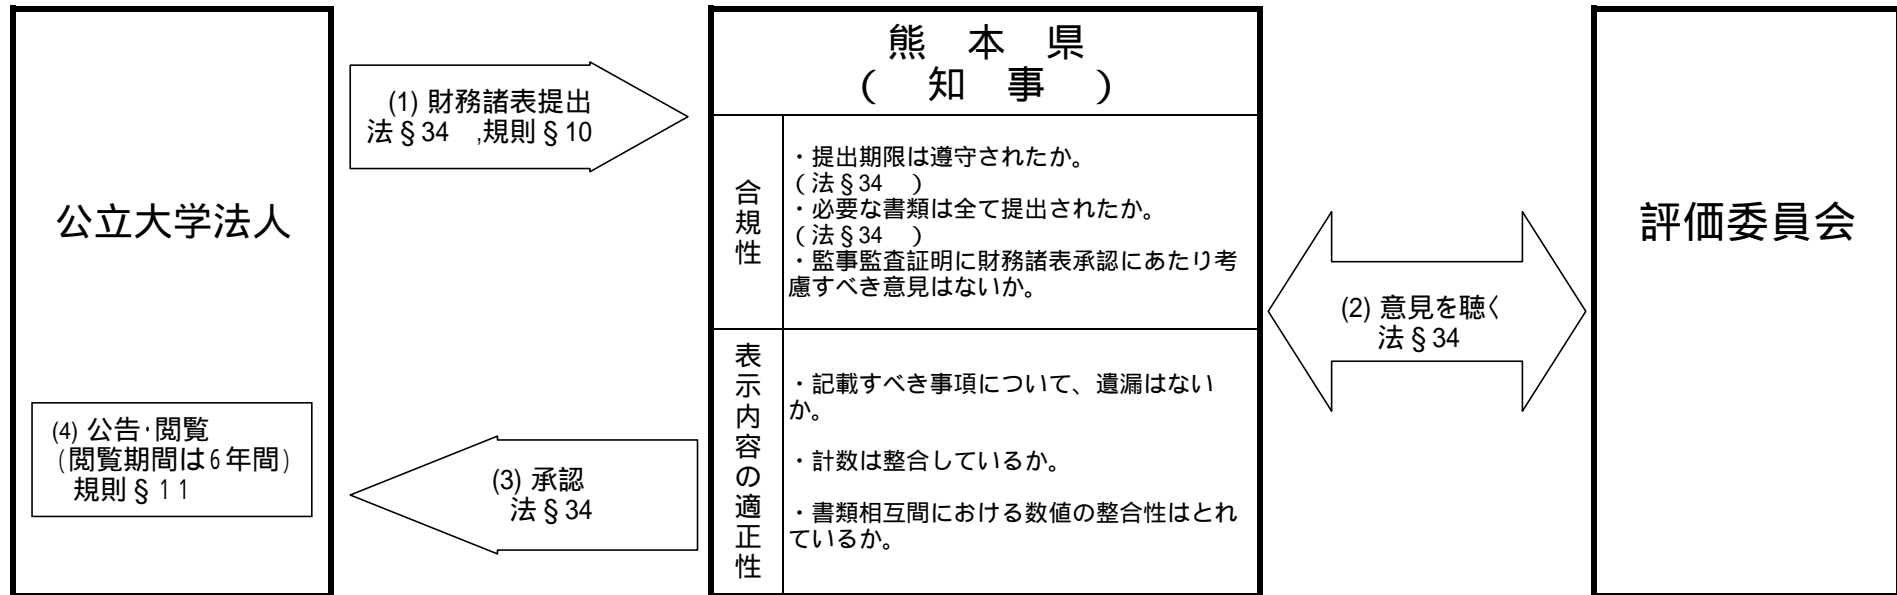 公立大学法人
(1) 財務諸表提出
法§34　,規則§10
熊　本　県
(　知　事　)
合規性
・提出期限は遵守されたか。
(法§34　)
・必要な書類は全て提出されたか。
(法§34　)
・監事監査証明に財務諸表承認にあたり考
慮すべき意見はないか。
表示内容の適正性
・記載すべき事項について、遺漏はない
か。
・計数は整合しているか。
・書類相互間における数値の整合性はとれ
ているか。
(2) 意見を聴く
法§34
評価委員会
(3) 承認
法§34
(4) 公告・閲覧
(閲覧期間は6年間)
規則§11